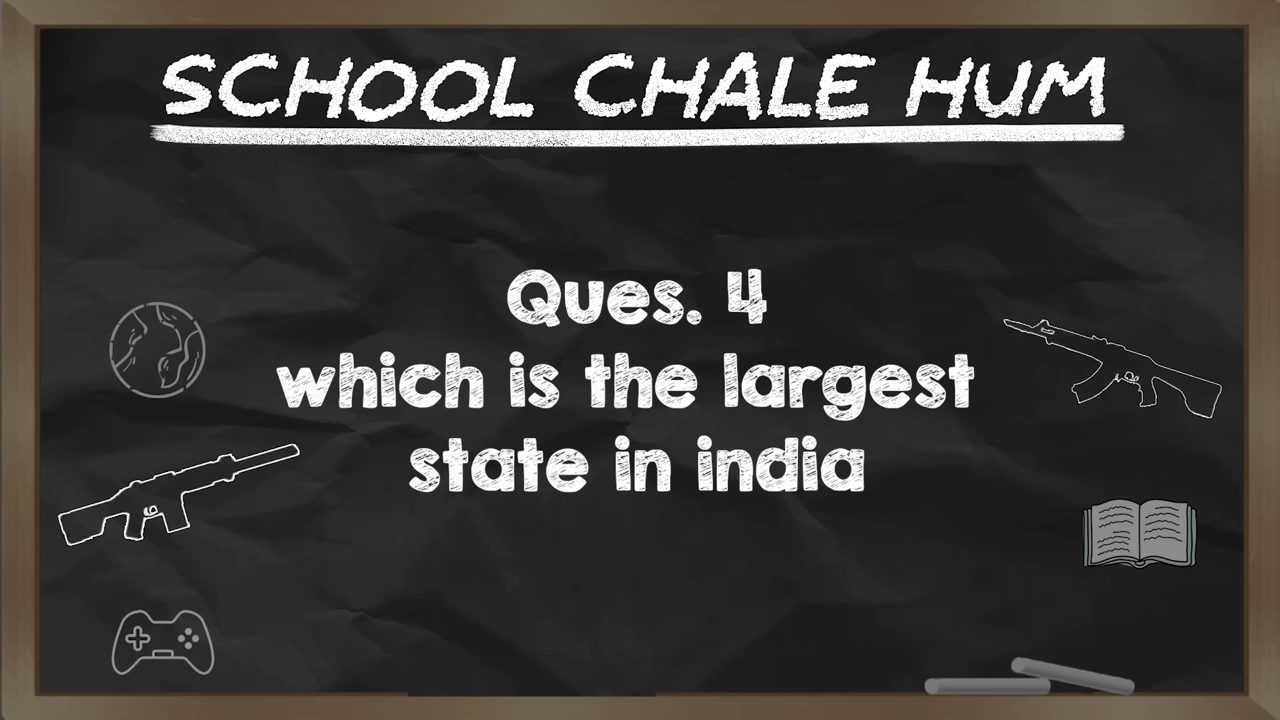 SCHOOL CHALE HUM
Ques. 4
which is the largest
state in india